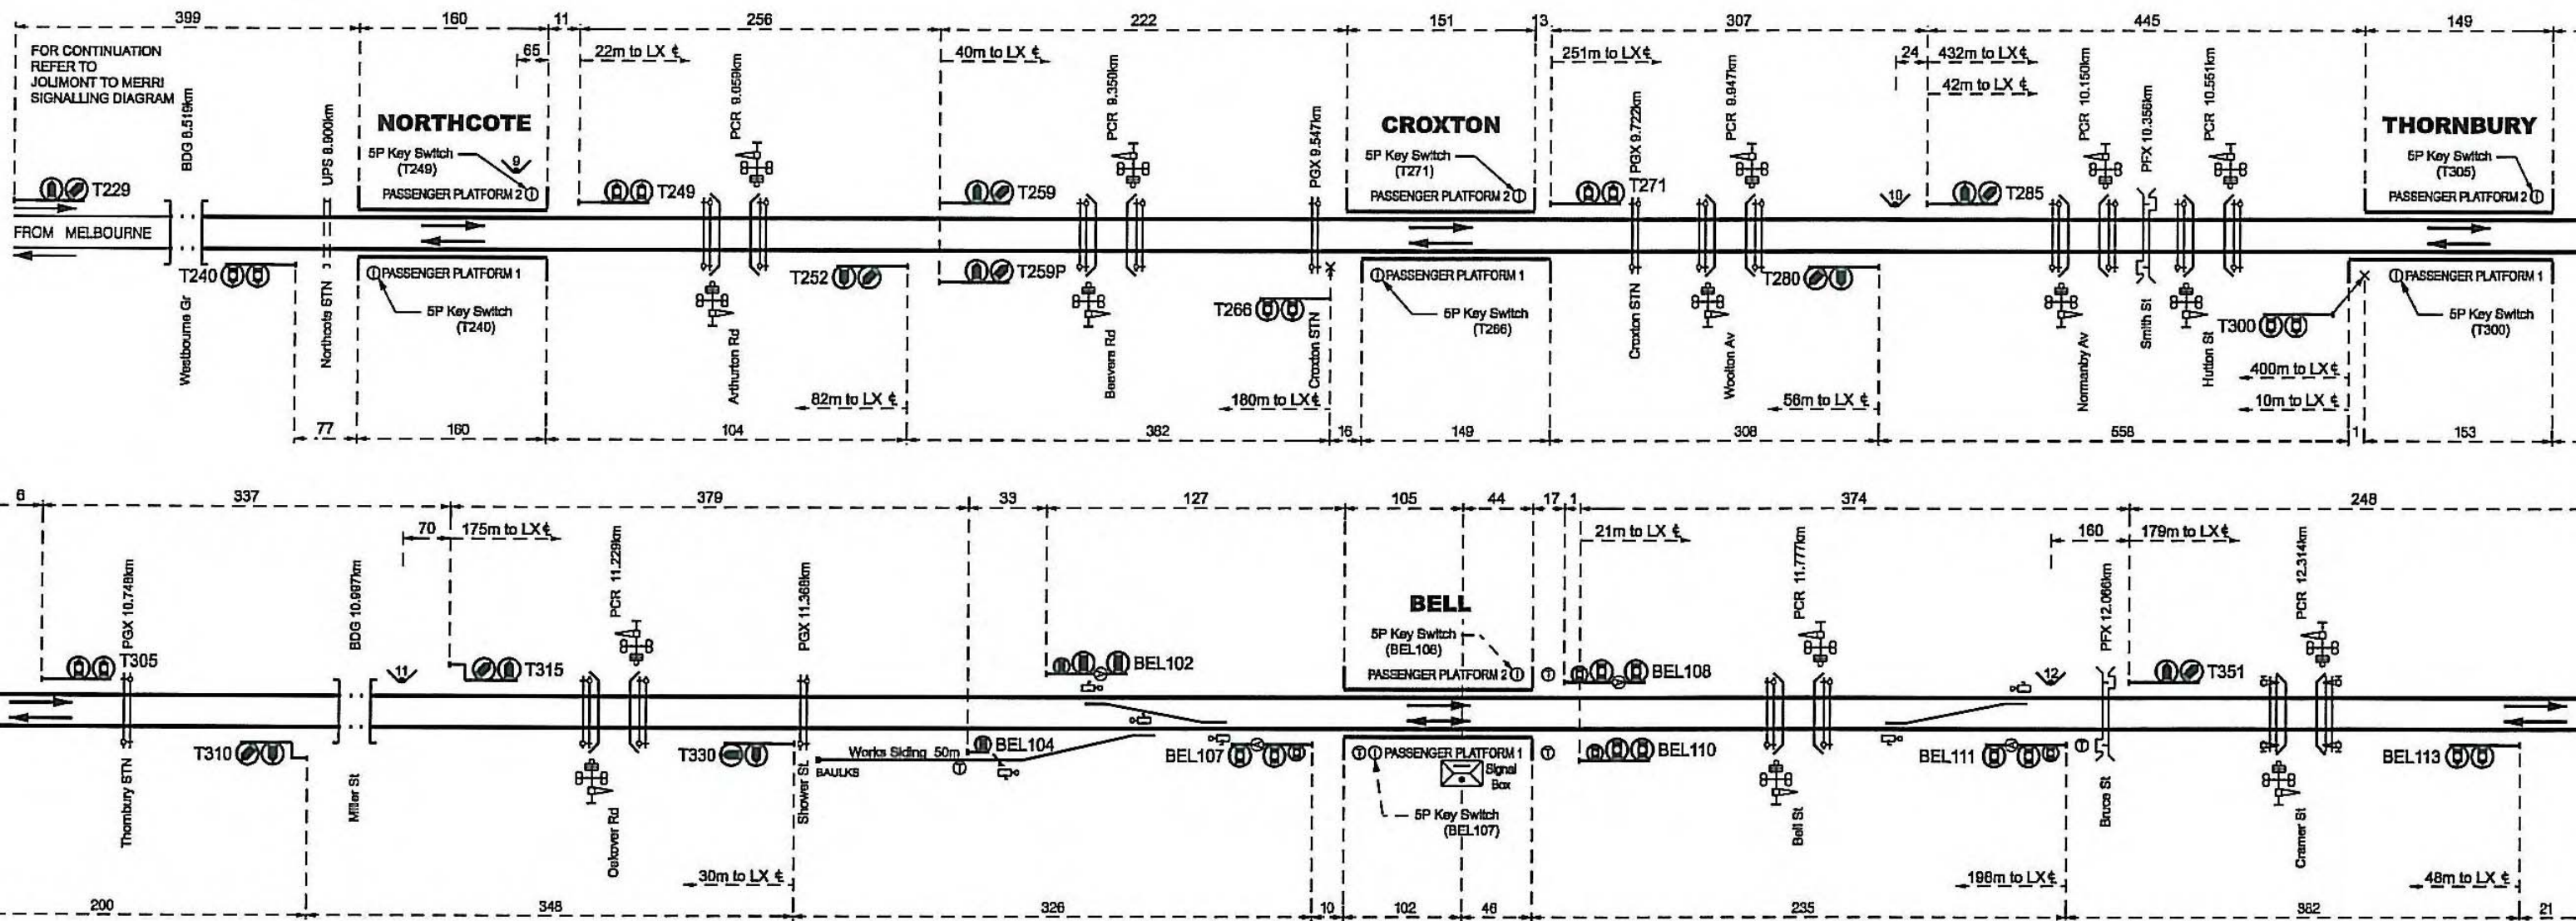 399
160
11
256
222
151
13
307
445
149
FOR CONTINUATION
REFER TO
JOLIMONT TO MERRI
SIGNALLING DIAGRAM
65
22m to LX ℄
40m to LX ℄
251m to LX ℄
24
432m to LX ℄
42m to LX ℄
BDG 8.519km
UPS 8.900km
PCR 9.059km
PCR 9.350km
PGX 9.547km
PGX 9.722km
PCR 9.947km
PCR 10.150km
PFX 10.356km
PCR 10.551km
NORTHCOTE
5P Key Switch
(T249)
9
PASSENGER PLATFORM 2
CROXTON
5P Key Switch
(T271)
PASSENGER PLATFORM 2
THORNBURY
5P Key Switch
(T305)
PASSENGER PLATFORM 2
T229
T249
T259
T271
10
T285
FROM MELBOURNE
T240
PASSENGER PLATFORM 1
5P Key Switch
(T240)
T252
T259P
T266
PASSENGER PLATFORM 1
5P Key Switch
(T266)
T280
T300
PASSENGER PLATFORM 1
5P Key Switch
(T300)
Westbourne Gr
Northcote STN
Arthurton Rd
Beavers Rd
Croxton STN
Croxton STN
Woolton Av
Normanby Av
Smith St
Hutton St
82m to LX ℄
180m to LX ℄
56m to LX ℄
400m to LX ℄
10m to LX ℄
77
160
104
382
16
149
308
558
1
153
6
337
379
33
127
105
44
17
1
374
248
70
175m to LX ℄
21m to LX ℄
160
179m to LX ℄
PGX 10.748km
BDG 10.997km
PCR 11.229km
PGX 11.368km
PCR 11.777km
PFX 12.066km
PCR 12.314km
BELL
5P Key Switch
(BEL108)
PASSENGER PLATFORM 2
T305
11
T315
BEL102
BEL108
12
T351
T310
T330
Works Siding 50m
BAULKS
BEL104
BEL107
PASSENGER PLATFORM 1
Signal
Box
5P Key Switch
(BEL107)
BEL110
BEL111
BEL113
Thornbury STN
Miller St
Oakover Rd
Shower St
Bell St
Bruce St
Cramer St
30m to LX ℄
198m to LX ℄
48m to LX ℄
200
348
326
10
102
46
235
382
21